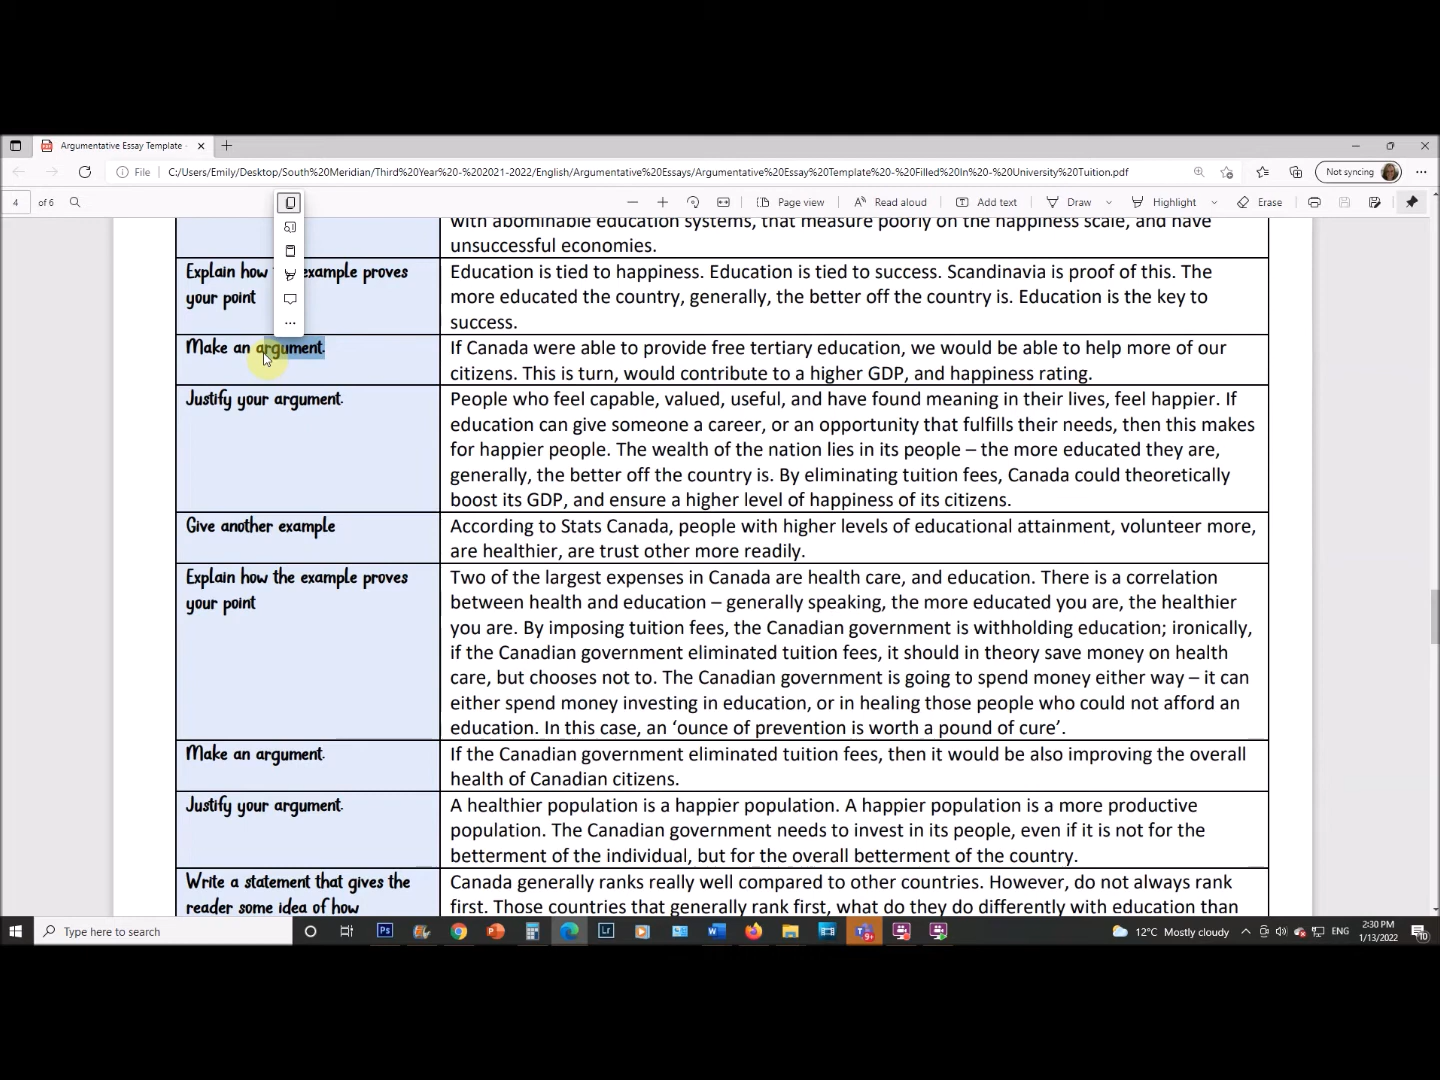 Argumentative Essay Template -
File
C:/Users/Emily/Desktop/South%20Meridian/Third%20Year%20-%202021-2022/English/Argumentative%20Essays/Argumentative%20Essay%20Template%20-%20Filled%20In%20-%20University%20Tuition.pdf
Not syncing
4 of 6
Page view
Read aloud
Add text
Draw
Highlight
Erase
with abominable education systems, that measure poorly on the happiness scale, and have
unsuccessful economies.
Explain how example proves
your point
Education is tied to happiness. Education is tied to success. Scandinavia is proof of this. The
more educated the country, generally, the better off the country is. Education is the key to
success.
Make an argument.
If Canada were able to provide free tertiary education, we would be able to help more of our
citizens. This is turn, would contribute to a higher GDP, and happiness rating.
Justify your argument.
People who feel capable, valued, useful, and have found meaning in their lives, feel happier. If
education can give someone a career, or an opportunity that fulfills their needs, then this makes
for happier people. The wealth of the nation lies in its people – the more educated they are,
generally, the better off the country is. By eliminating tuition fees, Canada could theoretically
boost its GDP, and ensure a higher level of happiness of its citizens.
Give another example
According to Stats Canada, people with higher levels of educational attainment, volunteer more,
are healthier, are trust other more readily.
Explain how the example proves
your point
Two of the largest expenses in Canada are health care, and education. There is a correlation
between health and education – generally speaking, the more educated you are, the healthier
you are. By imposing tuition fees, the Canadian government is withholding education; ironically,
if the Canadian government eliminated tuition fees, it should in theory save money on health
care, but chooses not to. The Canadian government is going to spend money either way – it can
either spend money investing in education, or in healing those people who could not afford an
education. In this case, an ‘ounce of prevention is worth a pound of cure’.
Make an argument.
If the Canadian government eliminated tuition fees, then it would be also improving the overall
health of Canadian citizens.
Justify your argument.
A healthier population is a happier population. A happier population is a more productive
population. The Canadian government needs to invest in its people, even if it is not for the
betterment of the individual, but for the overall betterment of the country.
Write a statement that gives the
reader some idea of how
Canada generally ranks really well compared to other countries. However, do not always rank
first. Those countries that generally rank first, what do they do differently with education than
Type here to search
Ps
Lr
9+
12°C Mostly cloudy
ENG
2:30 PM
1/13/2022
10